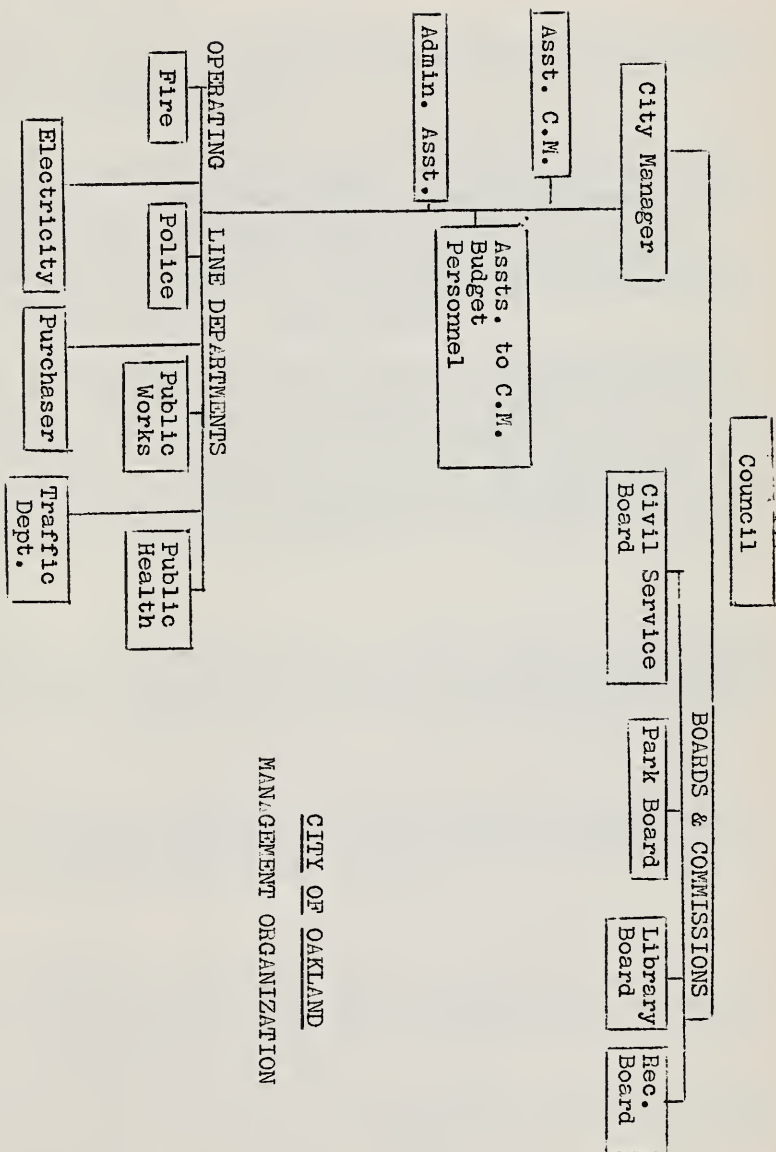 Council
BOARDS & COMMISSIONS
City Manager
Civil Service
Board
Park Board
Library
Board
Rec.
Board
Asst. C.M.
Assts. to C.M.
Budget
Personnel
Admin. Asst.
OPERATING LINE DEPARTMENTS
Fire
Police
Public
Works
Public
Health
Electricity
Purchaser
Traffic
Dept.
CITY OF OAKLAND
MANAGEMENT ORGANIZATION